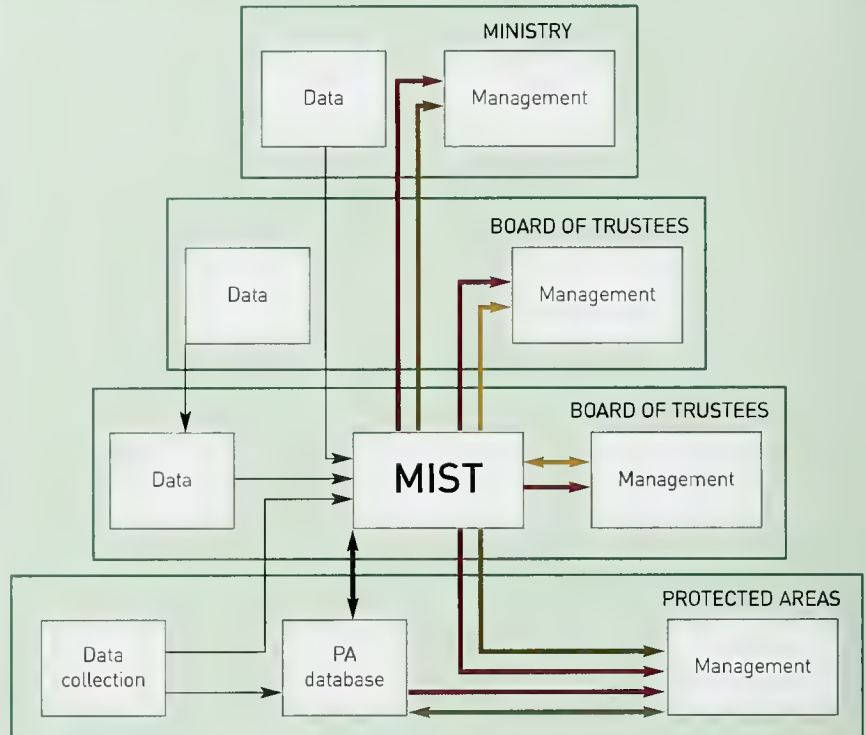 MINISTRY
Data
Management
BOARD OF TRUSTEES
Data
Management
BOARD OF TRUSTEES
Data
MIST
Management
PROTECTED AREAS
Data
collection
PA
database
Management